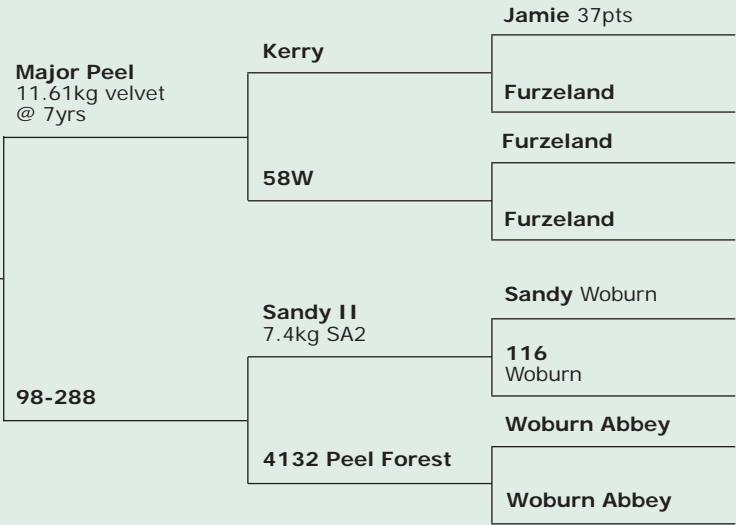 Major Peel
11.61kg velvet
@ 7yrs
Kerry
Jamie 37pts
Furzeland
58W
Furzeland
Furzeland
98-288
Sandy II
7.4kg SA2
Sandy Woburn
116
Woburn
4132 Peel Forest
Woburn Abbey
Woburn Abbey